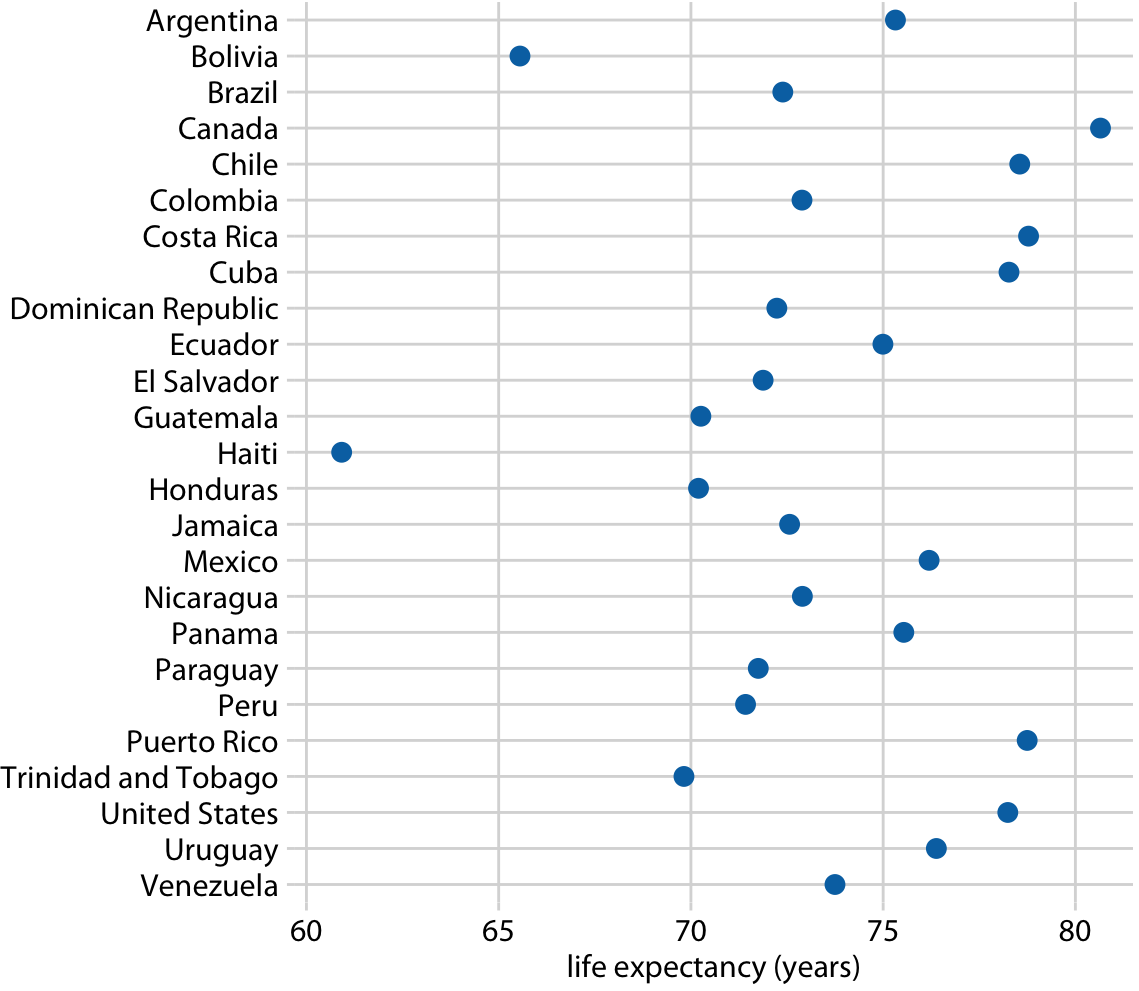 Argentina
Bolivia
Brazil
Canada
Chile
Colombia
Costa Rica
Cuba
Dominican Republic
Ecuador
El Salvador
Guatemala
Haiti
Honduras
Jamaica
Mexico
Nicaragua
Panama
Paraguay
Peru
Puerto Rico
Trinidad and Tobago
United States
Uruguay
Venezuela
60 65 70 75 80
life expectancy (years)